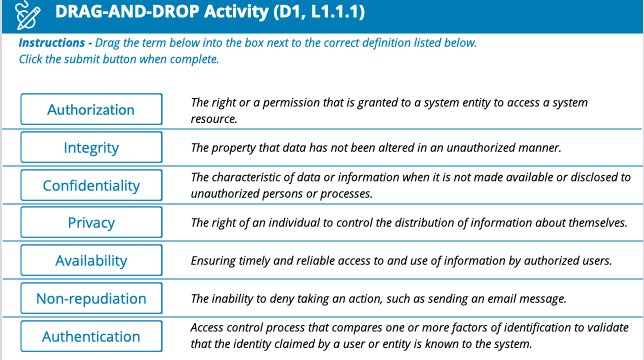 DRAG-AND-DROP Activity (D1, L1.1.1)
Instructions - Drag the term below into the box next to the correct definition listed below.
Click the submit button when complete.
Authorization
The right or a permission that is granted to a system entity to access a system
resource.
Integrity
The property that data has not been altered in an unauthorized manner.
Confidentiality
The characteristic of data or information when it is not made available or disclosed to
unauthorized persons or processes.
Privacy
The right of an individual to control the distribution of information about themselves.
Availability
Ensuring timely and reliable access to and use of information by authorized users.
Non-repudiation
The inability to deny taking an action, such as sending an email message.
Authentication
Access control process that compares one or more factors of identification to validate
that the identity claimed by a user or entity is known to the system.